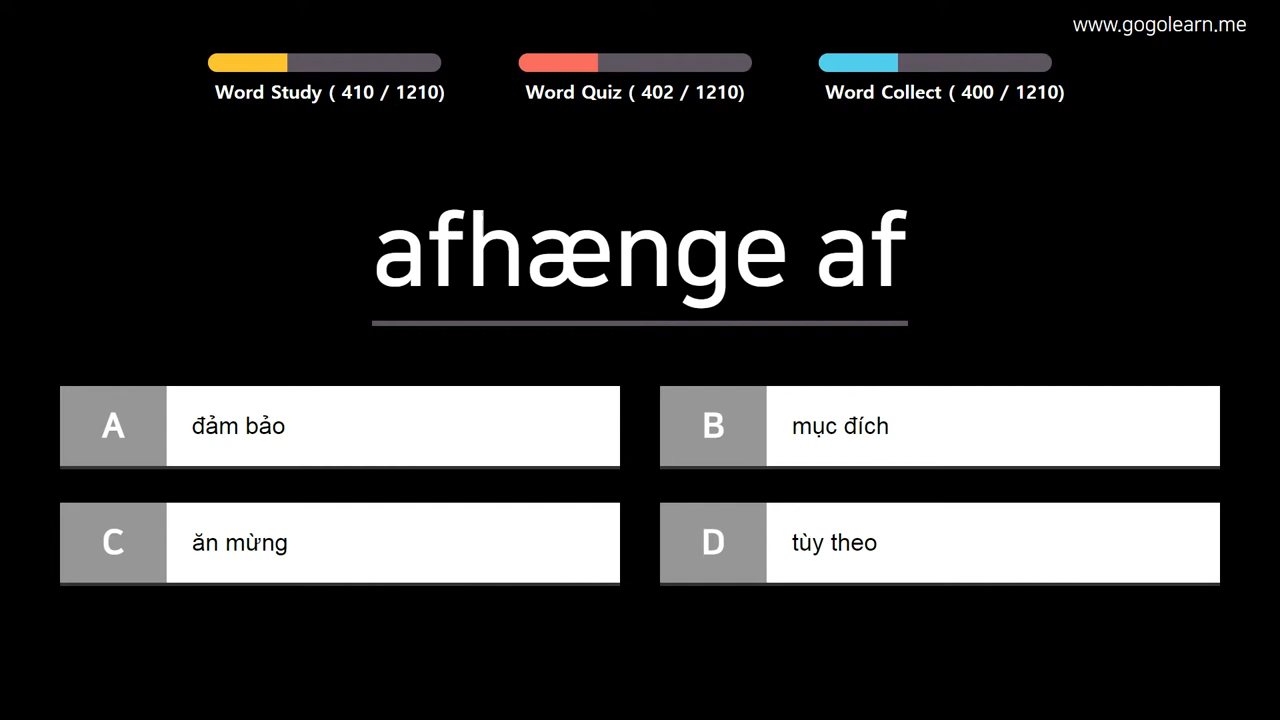 www.gogolearn.me
Word Study ( 410 / 1210)
Word Quiz ( 402 / 1210)
Word Collect ( 400 / 1210)
afhænge af
A
đảm bảo
B
mục đích
C
ăn mừng
D
tùy theo